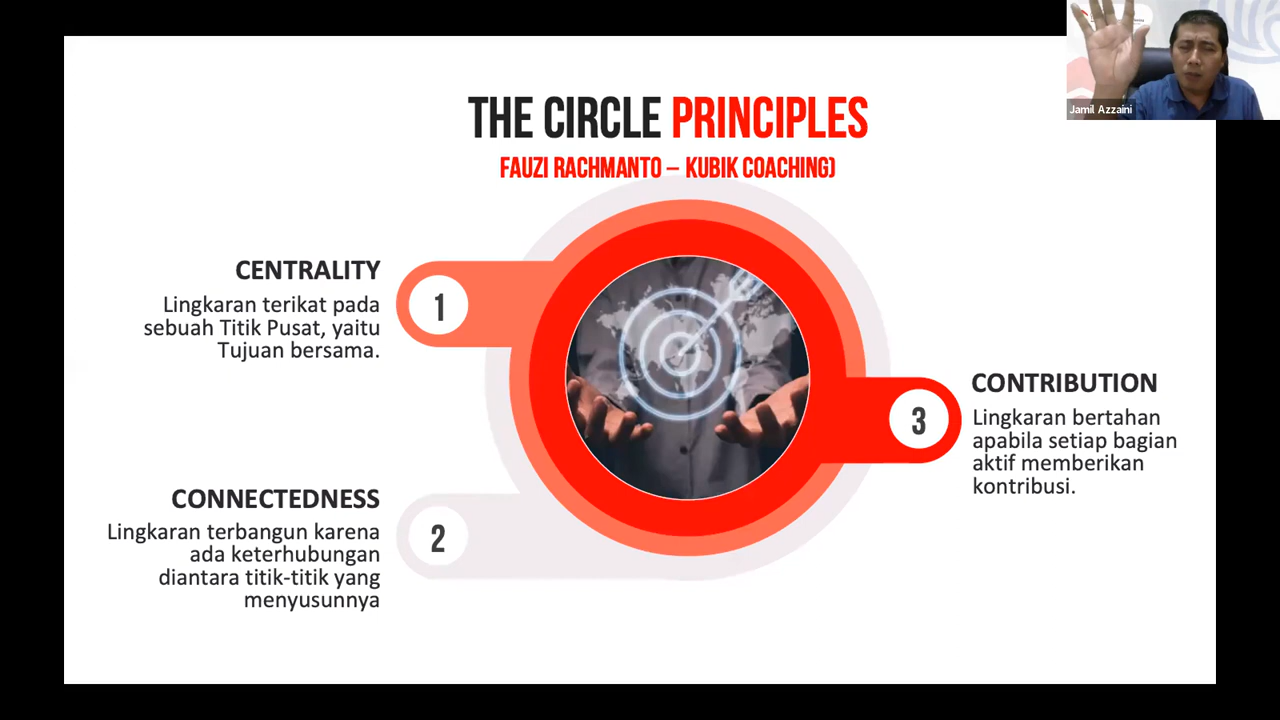 THE CIRCLE PRINCIPLES
FAUZI RACHMANTO – KUBIK COACHING)
CENTRALITY
Lingkaran terikat pada
sebuah Titik Pusat, yaitu
Tujuan bersama.
1
CONNECTEDNESS
Lingkaran terbangun karena
ada keterhubungan
diantara titik-titik yang
menyusunnya
2
3
CONTRIBUTION
Lingkaran bertahan
apabila setiap bagian
aktif memberikan
kontribusi.
Jamil Azzaini